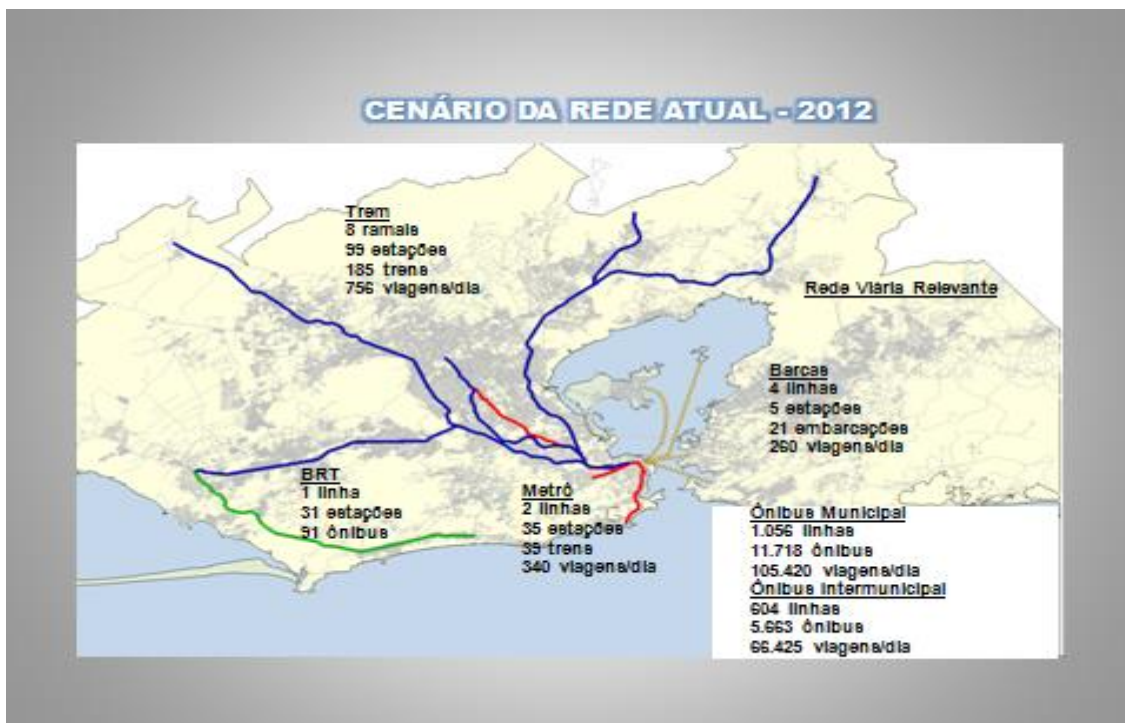 CENÁRIO DA REDE ATUAL - 2012
Trem
8 ramais
99 estações
185 trens
756 viagens/dia
Rede Viária Relevante
Barcas
4 linhas
5 estações
21 embarcações
260 viagens/dia
BRT
1 linha
31 estações
91 ônibus
Metrô
2 linhas
35 estações
39 trens
340 viagens/dia
Ônibus Municipal
1.056 linhas
11.718 ônibus
105.420 viagens/dia
Ônibus Intermunicipal
604 linhas
5.663 ônibus
66.425 viagens/dia